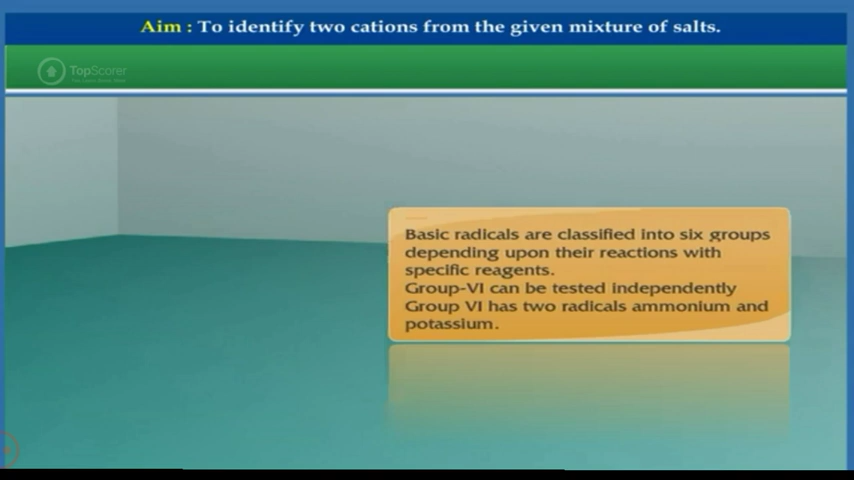 Aim : To identify two cations from the given mixture of salts.
TopScorer
Basic radicals are classified into six groups
depending upon their reactions with
specific reagents.
Group-VI can be tested independently
Group VI has two radicals ammonium and
potassium.